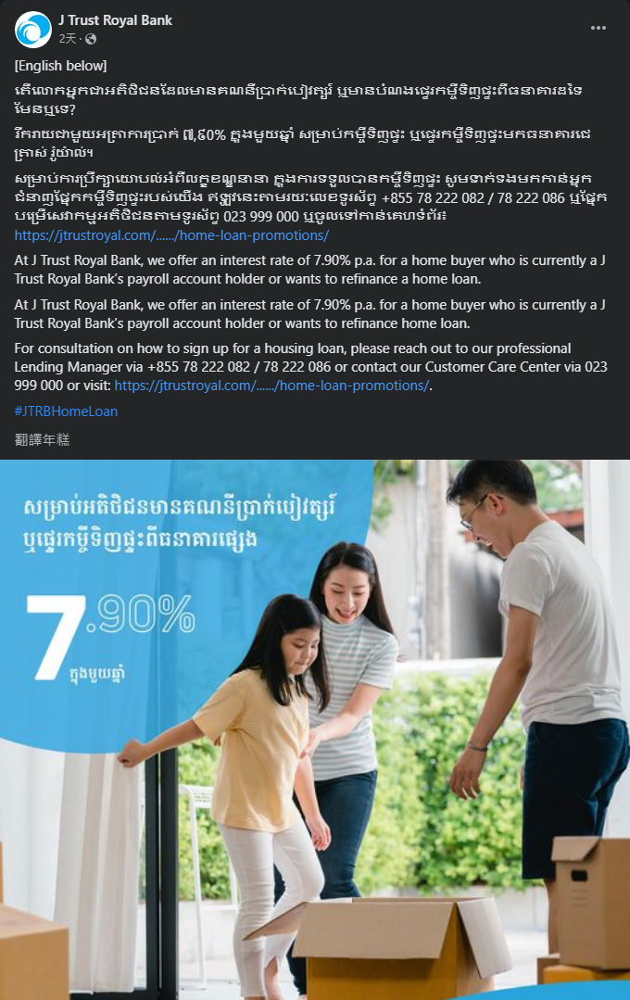 J Trust Royal Bank
2天 ·
[English below]
តើលោកអ្នកជាអតិថិជនដែលមានគណនីប្រាក់បៀវត្សរ៍ ឬមានបំណងផ្ទេរកម្ចីទិញផ្ទះពីធនាគារដទៃ
មែនឬទេ?
រីករាយជាមួយអត្រាការប្រាក់ ៧,៩០% ក្នុងមួយឆ្នាំ សម្រាប់កម្ចីទិញផ្ទះ ឬផ្ទេរកម្ចីទិញផ្ទះមកធនាគារជេ
ត្រាស់ រ៉ូយ៉ាល់។
សម្រាប់ការប្រឹក្សាយោបល់អំពីលក្ខខណ្ឌនានា ក្នុងការទទួលបានកម្ចីទិញផ្ទះ សូមទាក់ទងមកកាន់អ្នក
ជំនាញផ្នែកកម្ចីទិញផ្ទះរបស់យើង ឥឡូវនេះតាមរយៈលេខទូរស័ព្ទ +855 78 222 082 / 78 222 086 ឬផ្នែក
បម្រើសេវាកម្មអតិថិជនតាមទូរស័ព្ទ 023 999 000 ឬចូលទៅកាន់គេហទំព័រ៖
https://jtrustroyal.com/....../home-loan-promotions/
At J Trust Royal Bank, we offer an interest rate of 7.90% p.a. for a home buyer who is currently a J
Trust Royal Bank’s payroll account holder or wants to refinance a home loan.
At J Trust Royal Bank, we offer an interest rate of 7.90% p.a. for a home buyer who is currently a J
Trust Royal Bank’s payroll account holder or wants to refinance home loan.
For consultation on how to sign up for a housing loan, please reach out to our professional
Lending Manager via +855 78 222 082 / 78 222 086 or contact our Customer Care Center via 023
999 000 or visit: https://jtrustroyal.com/....../home-loan-promotions/.
#JTRBHomeLoan
翻譯年糕
សម្រាប់អតិថិជនមានគណនីប្រាក់បៀវត្សរ៍
ឬផ្ទេរកម្ចីទិញផ្ទះពីធនាគារផ្សេង
7.90%
ក្នុងមួយឆ្នាំ